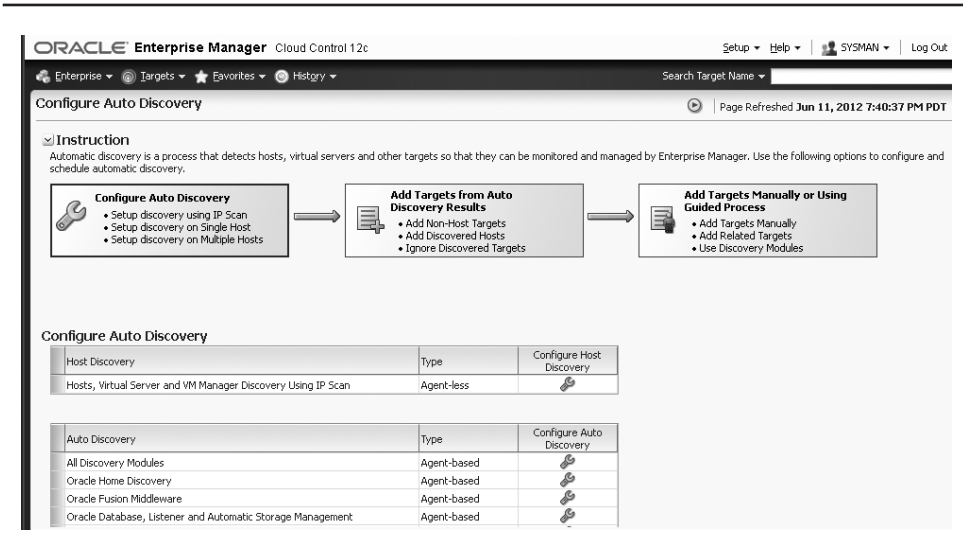 ORACLE Enterprise Manager Cloud Control 12c
Setup Help SYSMAN Log Out
Enterprise Targets Favorites History Search Target Name
Configure Auto Discovery
Page Refreshed Jun 11, 2012 7:40:37 PM PDT
Instruction
Automatic discovery is a process that detects hosts, virtual servers and other targets so that they can be monitored and managed by Enterprise Manager. Use the following options to configure and
schedule automatic discovery.
Configure Auto Discovery
• Setup discovery using IP Scan
• Setup discovery on Single Host
• Setup discovery on Multiple Hosts
Add Targets from Auto
Discovery Results
• Add Non-Host Targets
• Add Discovered Hosts
• Ignore Discovered Targets
Add Targets Manually or Using
Guided Process
• Add Targets Manually
• Add Related Targets
• Use Discovery Modules
Configure Auto Discovery
Host Discovery Type Configure Host
Discovery
Hosts, Virtual Server and VM Manager Discovery Using IP Scan Agent-less
Auto Discovery Type Configure Auto
Discovery
All Discovery Modules Agent-based
Oracle Home Discovery Agent-based
Oracle Fusion Middleware Agent-based
Oracle Database, Listener and Automatic Storage Management Agent-based